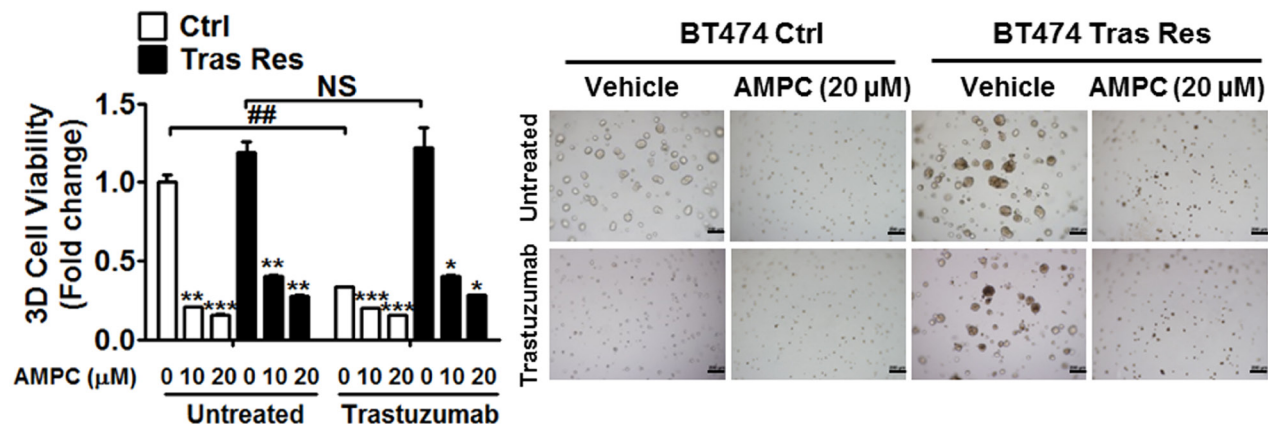 Ctrl
Tras Res
3D Cell Viability
(Fold change)
1.5
1.0
0.5
0.0
##
NS
** *** ** ** *** *** * *
AMPC (μM) 0 10 20 0 10 20 0 10 20 0 10 20
Untreated Trastuzumab
BT474 Ctrl BT474 Tras Res
Vehicle AMPC (20 μM) Vehicle AMPC (20 μM)
Untreated
Trastuzumab